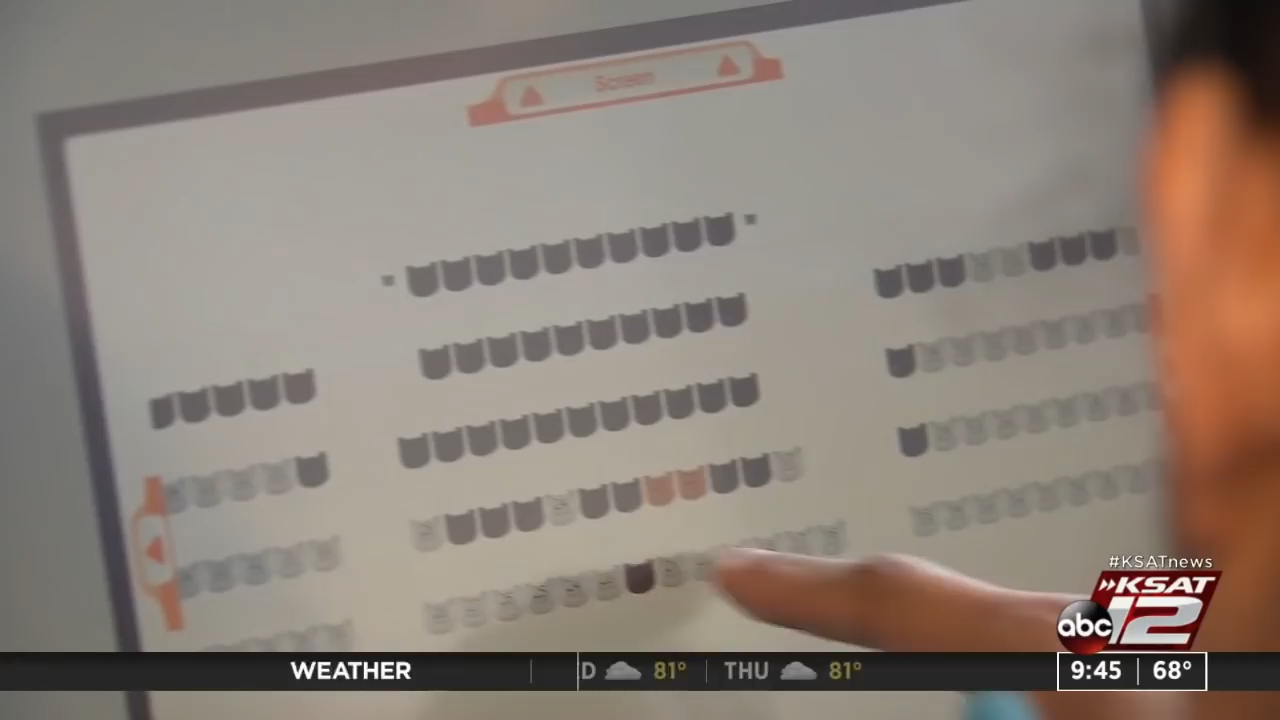 Screen
#KSATnews
KSAT
abc 12
WEATHER
D 81° THU 81°
9:45 68°